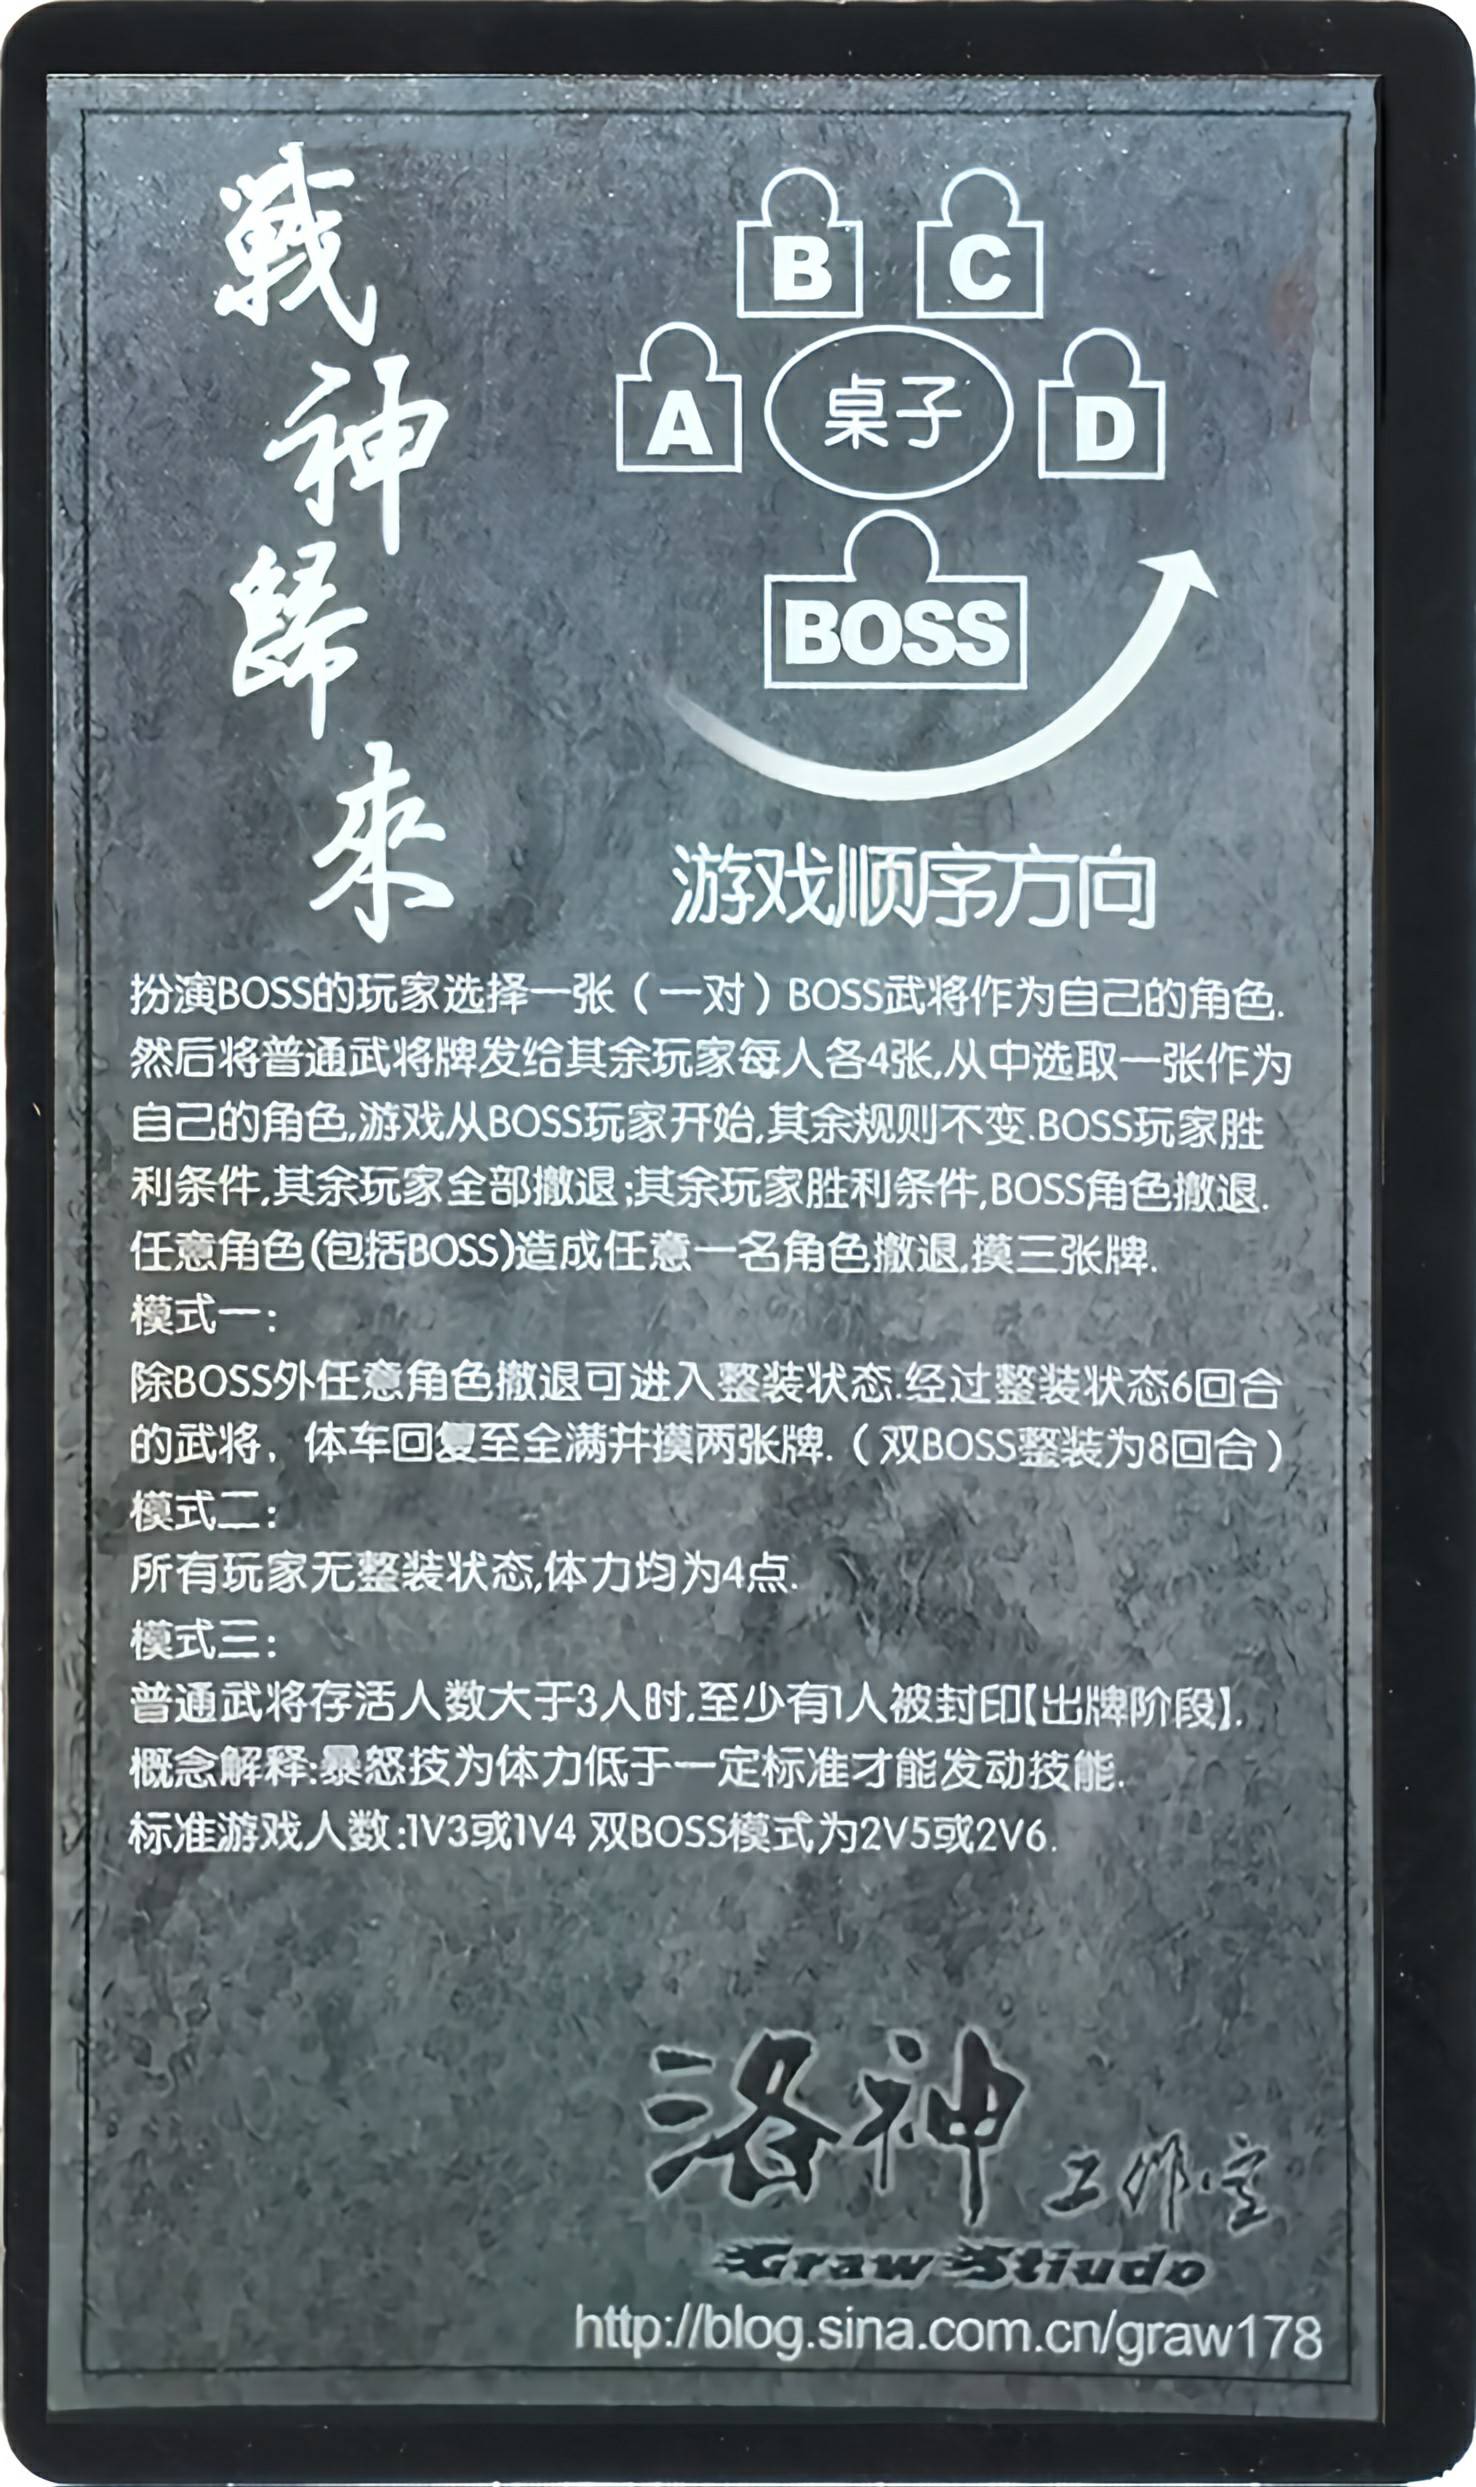 戰神歸來
B C
A 桌子 D
BOSS
游戏顺序方向
扮演BOSS的玩家选择一张（一对）BOSS武将作为自己的角色.
然后将普通武将牌发给其余玩家每人各4张,从中选取一张作为
自己的角色,游戏从BOSS玩家开始,其余规则不变.BOSS玩家胜
利条件,其余玩家全部撤退;其余玩家胜利条件,BOSS角色撤退.
任意角色(包括BOSS)造成任意一名角色撤退,摸三张牌.
模式一:
除BOSS外任意角色撤退可进入整装状态.经过整装状态6回合
的武将，体车回复至全满并摸两张牌.（双BOSS整装为8回合）
模式二:
所有玩家无整装状态,体力均为4点.
模式三:
普通武将存活人数大于3人时,至少有1人被封印【出牌阶段】.
概念解释:暴怒技为体力低于一定标准才能发动技能.
标准游戏人数:1V3或1V4 双BOSS模式为2V5或2V6.
洛神工作室
Graw Stiudo
http://blog.sina.com.cn/graw178